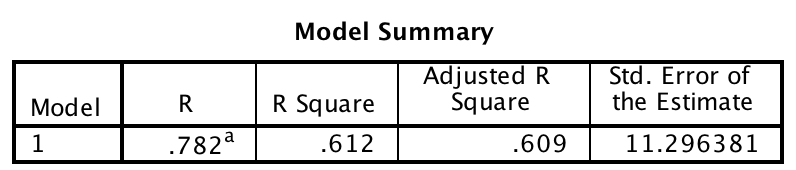 Model Summary
Model R R Square Adjusted R Square Std. Error of the Estimate
1 .782a .612 .609 11.296381